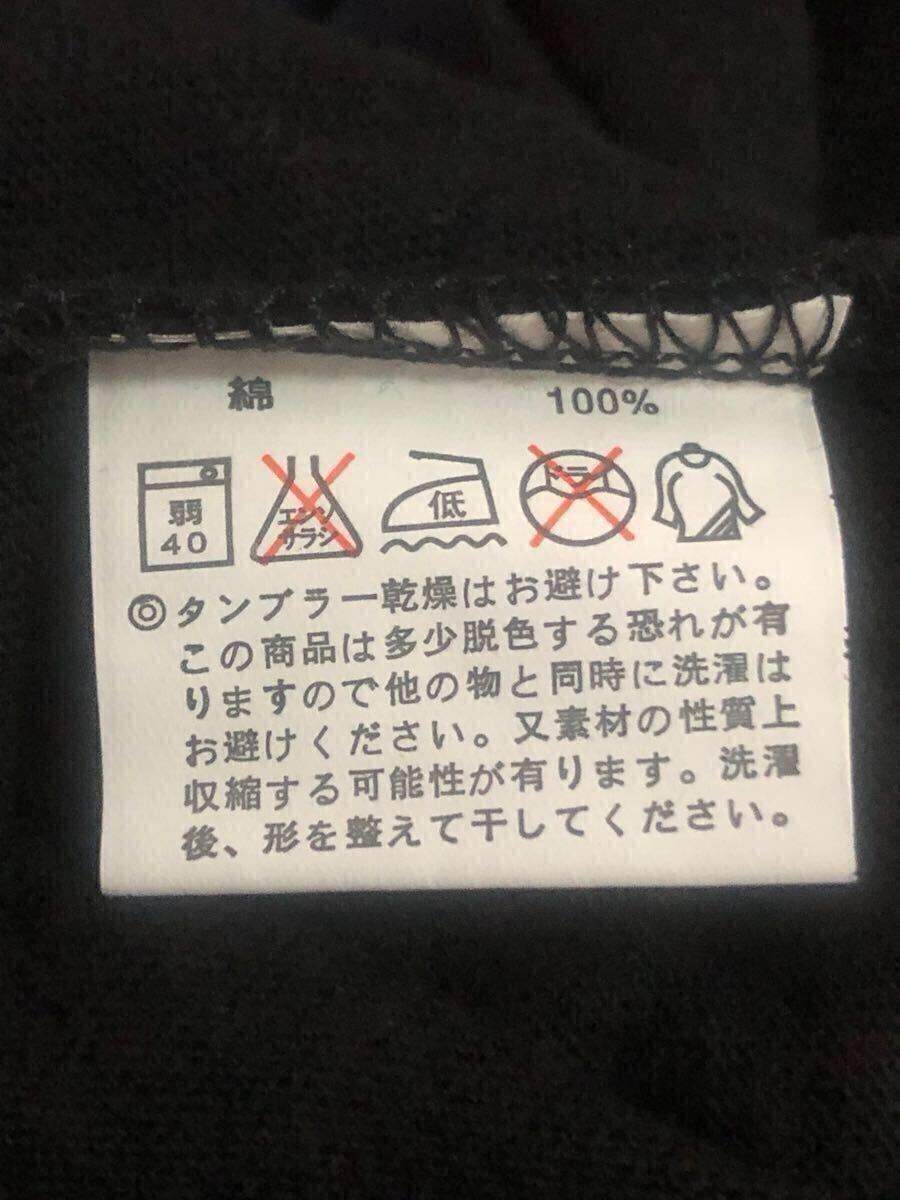 綿 100%
弱 40 エンソサラシ 低 ドライ
◎タンブラー乾燥はお避け下さい。
この商品は多少脱色する恐れが有
りますので他の物と同時に洗濯は
お避けください。又素材の性質上
収縮する可能性が有ります。洗濯
後、形を整えて干してください。